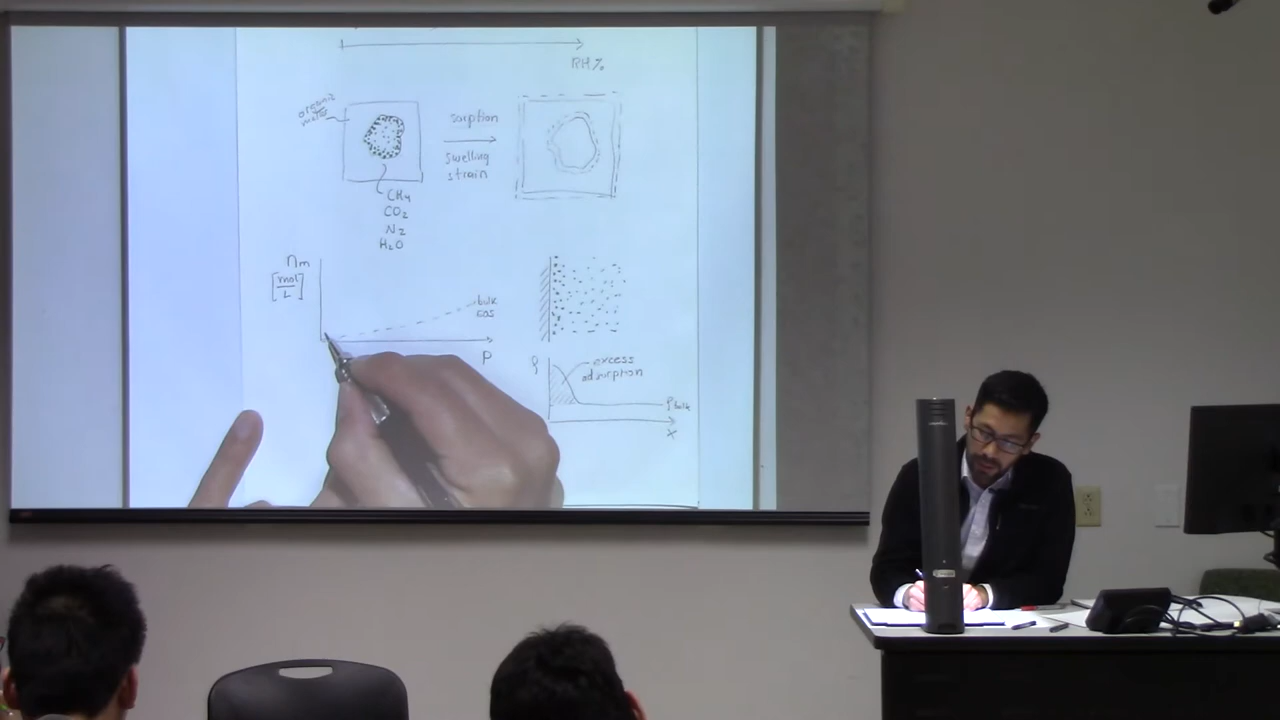 RH%
organic
matter
sorption
swelling
strain
CH4
CO2
N2
H2O
nm
[mol/L]
bulk
GAS
P
ρ
excess
adsorption
ρbulk
x